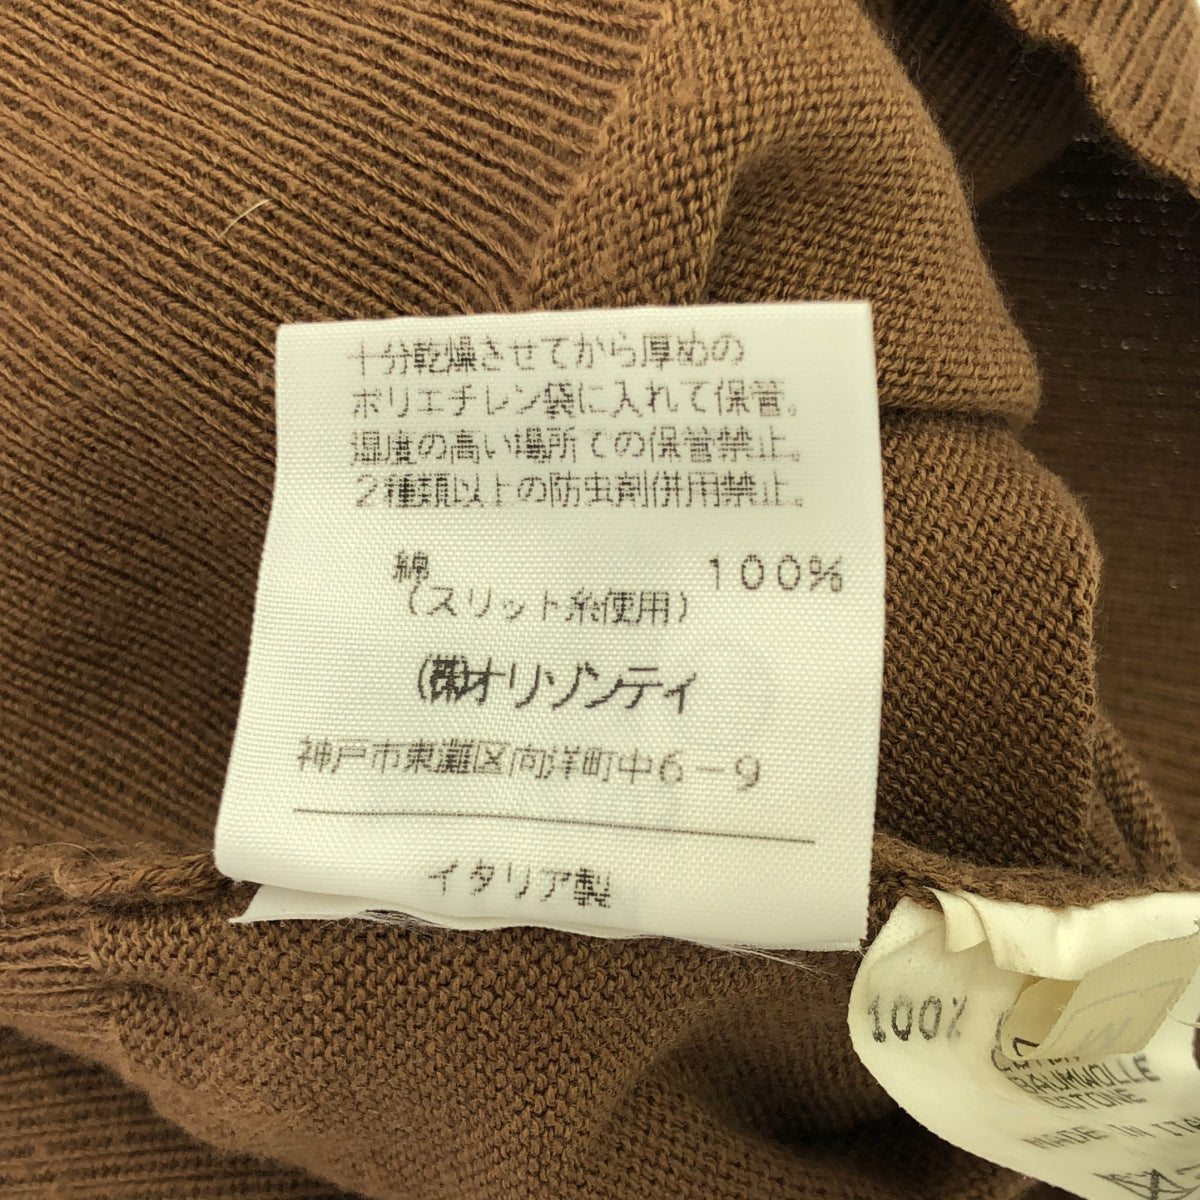 十分乾燥させてから厚めの
ポリエチレン袋に入れて保管。
湿度の高い場所での保管禁止。
2種類以上の防虫剤併用禁止。
綿 100%
(スリット糸使用)
(株)オリゾンティ
神戸市東灘区向洋町中6-9
イタリア製
100%
BAUMWOLLE
COTONE
MADE IN